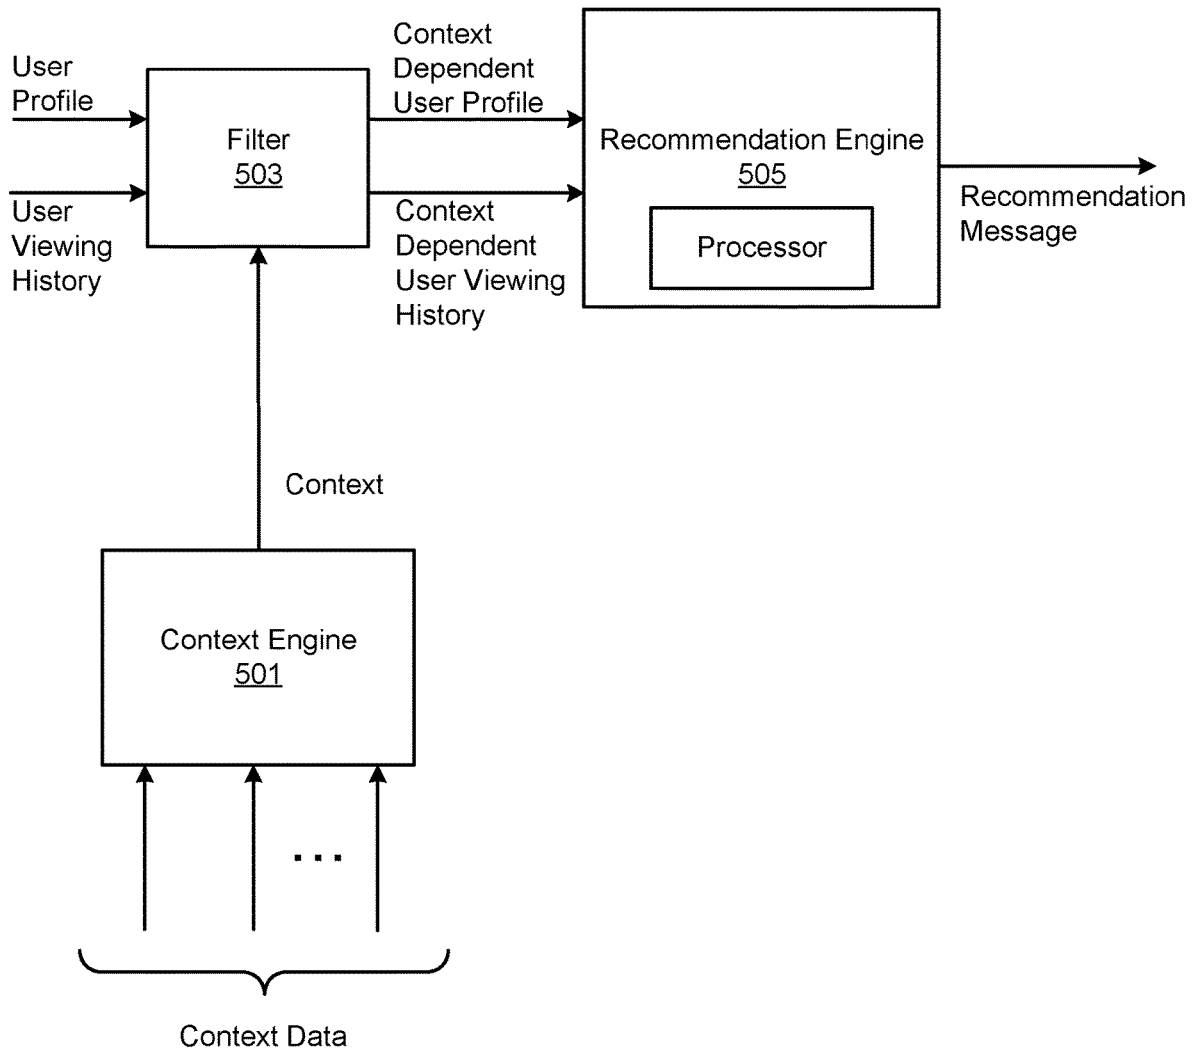 User
Profile
User
Viewing
History
Filter
503
Context
Dependent
User Profile
Context
Dependent
User Viewing
History
Recommendation Engine
505
Processor
Recommendation
Message
Context
Context Engine
501
...
Context Data